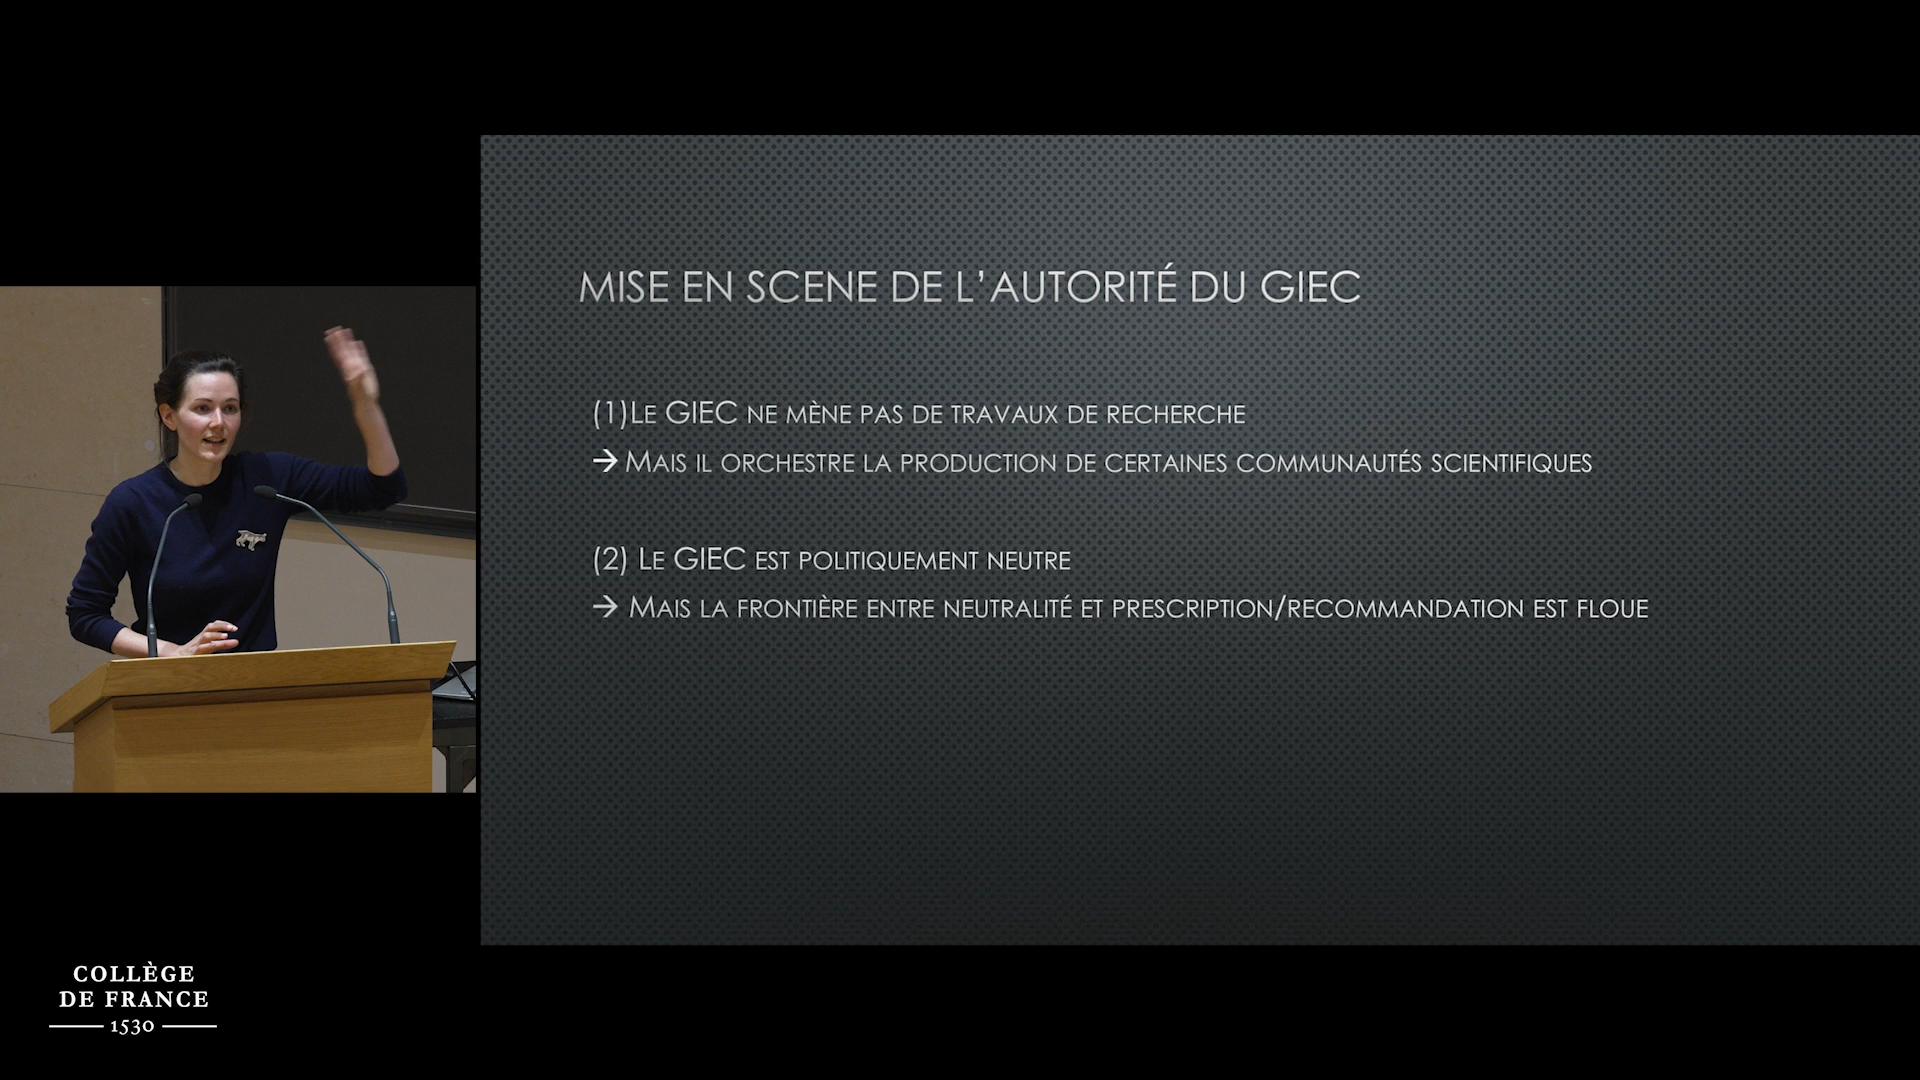 MISE EN SCENE DE L’AUTORITÉ DU GIEC
(1)LE GIEC NE MÈNE PAS DE TRAVAUX DE RECHERCHE
→ MAIS IL ORCHESTRE LA PRODUCTION DE CERTAINES COMMUNAUTÉS SCIENTIFIQUES
(2) LE GIEC EST POLITIQUEMENT NEUTRE
→ MAIS LA FRONTIÈRE ENTRE NEUTRALITÉ ET PRESCRIPTION/RECOMMANDATION EST FLOUE
COLLÈGE
DE FRANCE
1530